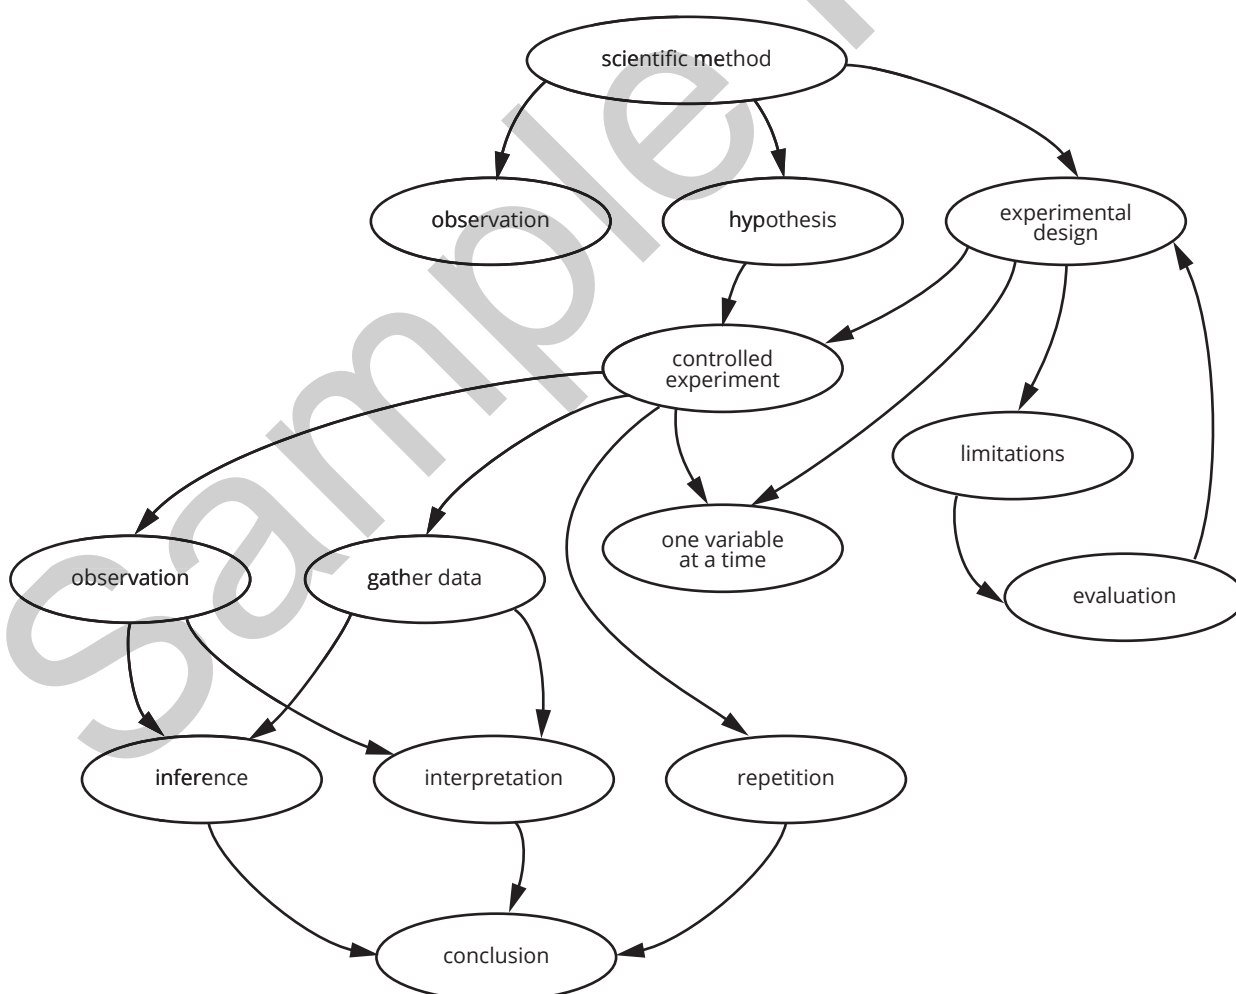 scientific method
observation
hypothesis
experimental
design
controlled
experiment
limitations
one variable
at a time
observation
gather data
evaluation
inference
interpretation
repetition
conclusion
Sample